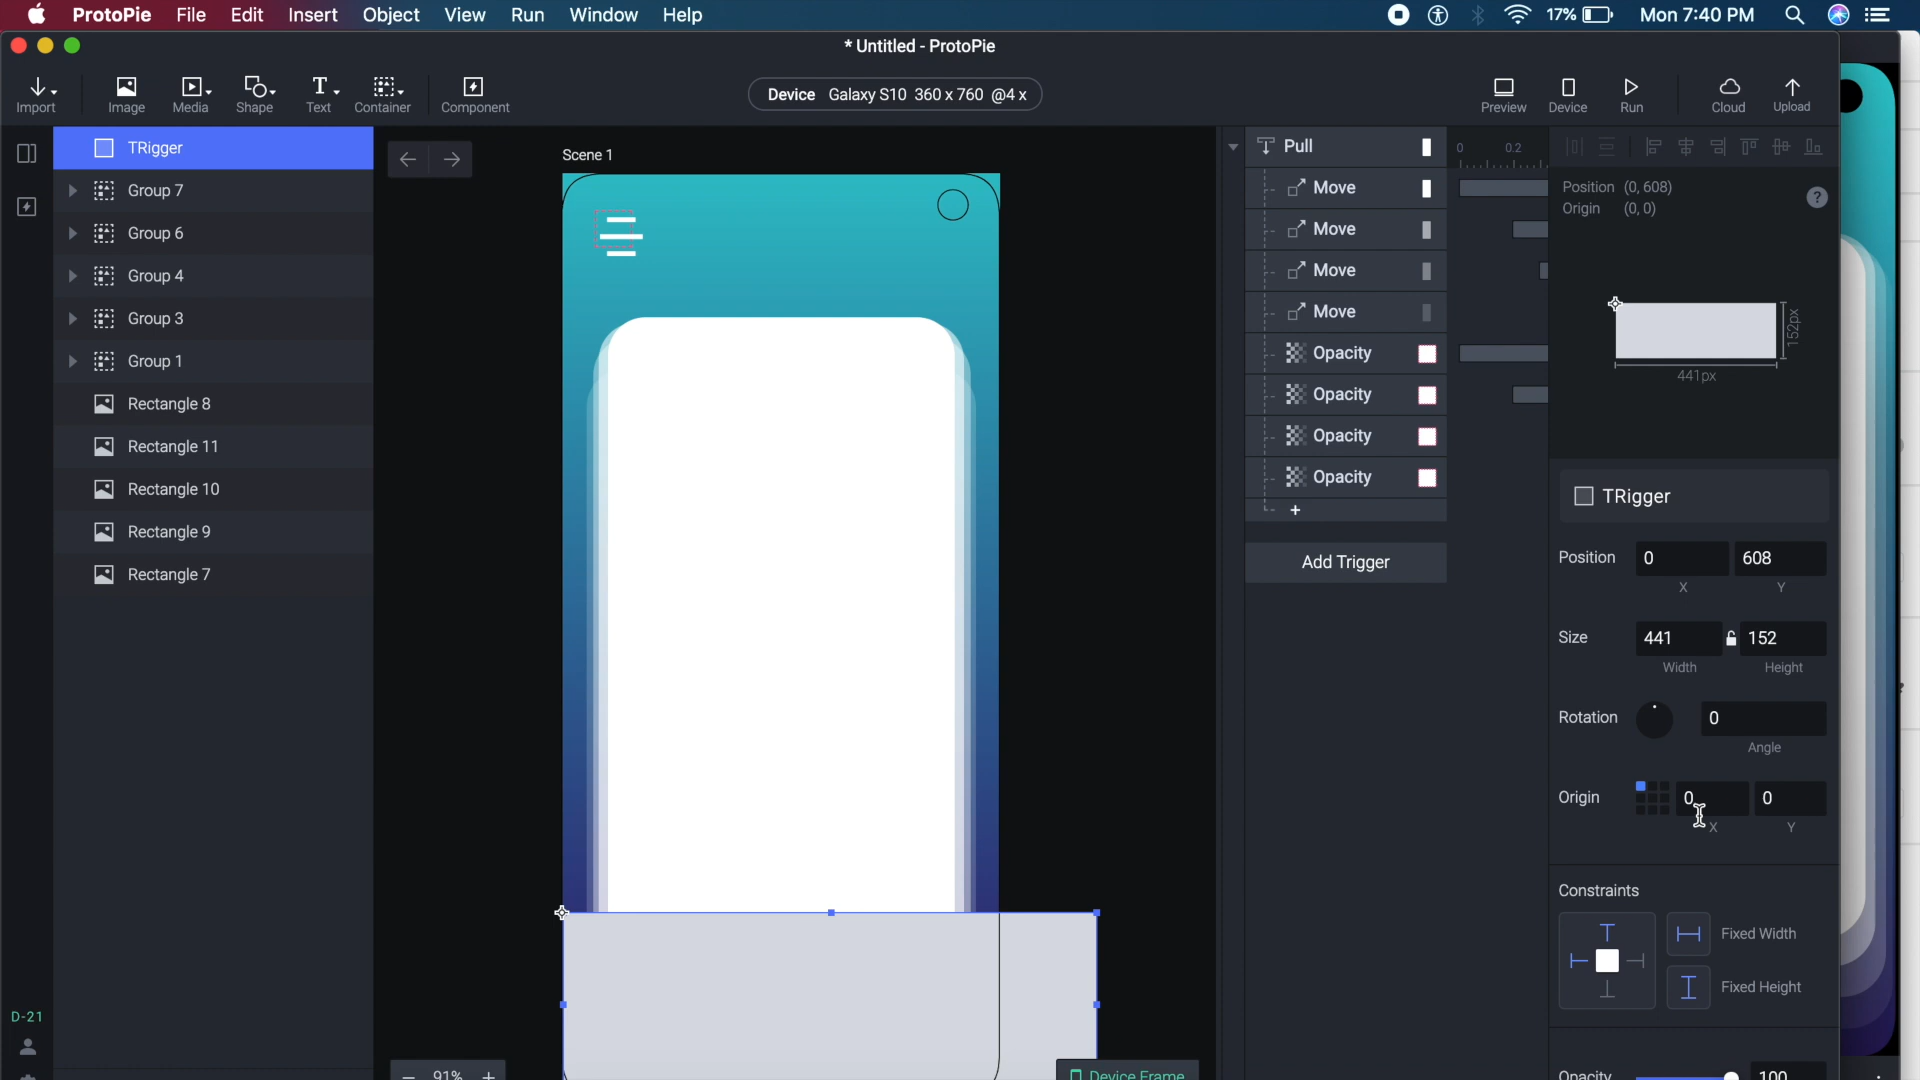 ProtoPie File Edit Insert Object View Run Window Help 17% Mon 7:40 PM
* Untitled - ProtoPie
Import Image Media Shape Text Container Component
Device Galaxy S10 360 x 760 @4 x
Preview Device Run Cloud Upload
TRigger
Group 7
Group 6
Group 4
Group 3
Group 1
Rectangle 8
Rectangle 11
Rectangle 10
Rectangle 9
Rectangle 7
D-21
Scene 1
91%
Device Frame
Pull
Move
Move
Move
Move
Opacity
Opacity
Opacity
Opacity
+
Add Trigger
0 0.2
Position (0, 608)
Origin (0, 0)
?
152px
441px
TRigger
Position 0 608
X Y
Size 441 152
Width Height
Rotation 0
Angle
Origin 0 0
X Y
Constraints
Fixed Width
Fixed Height
Opacity 100